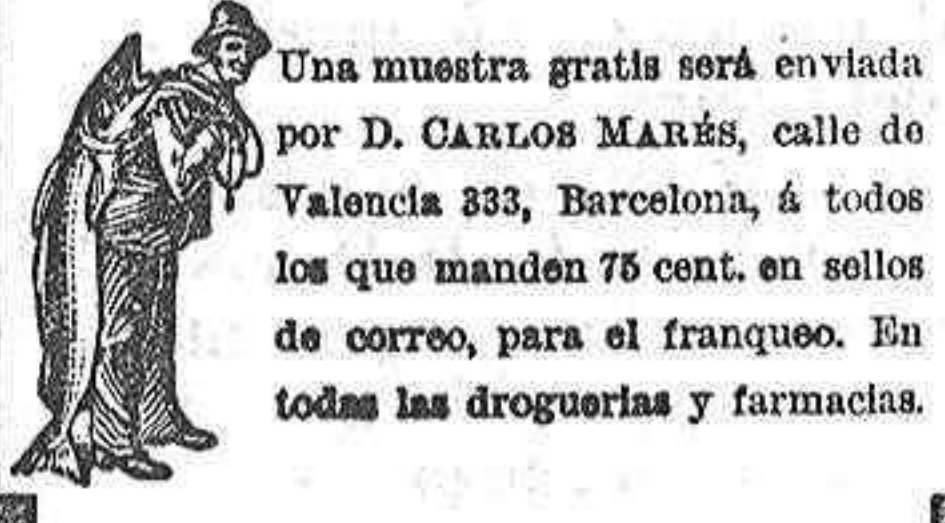 Una muestra gratis será enviada
por D. CARLOS MARÉS, calle de
Valencia 333, Barcelona, á todos
los que manden 75 cent. en sellos
de correo, para el franqueo. En
todas las droguerias y farmacias.